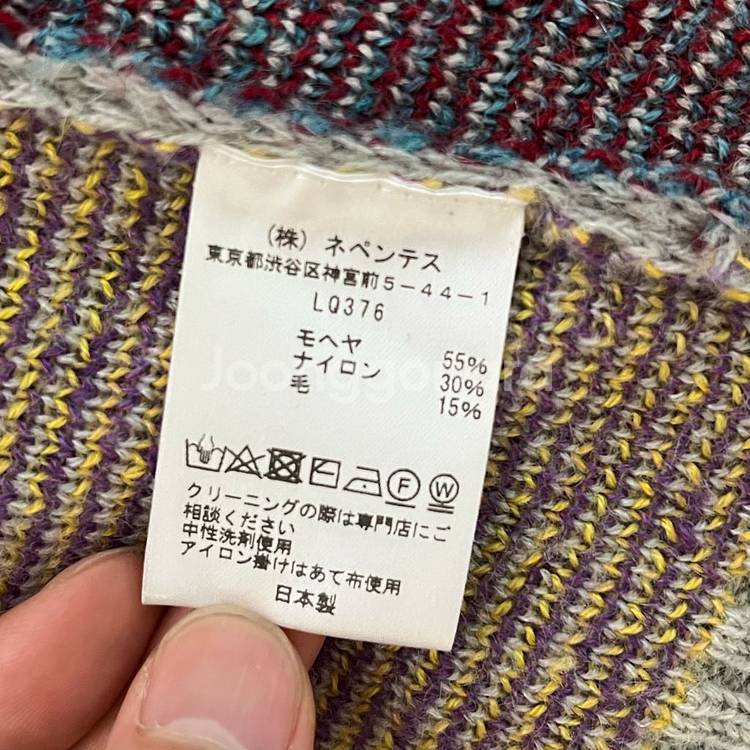 （株）ネペンテス
東京都渋谷区神宮前５－４４－１
LQ376
モヘヤ 55%
ナイロン 30%
毛 15%
F W
クリーニングの際は専門店にご
相談ください
中性洗剤使用
アイロン掛けはあて布使用
日本製